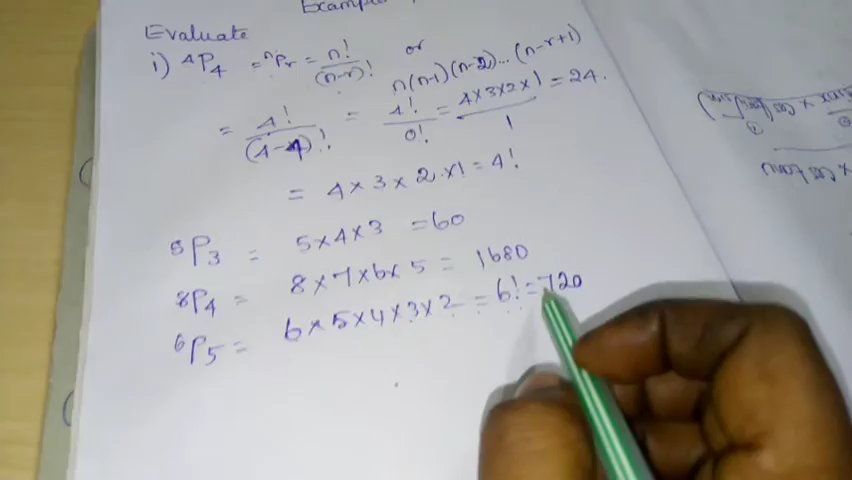 Example
Evaluate
i) ⁴P₄ = ⁿPᵣ = n!/(n-r)! or n(n-1)(n-2)...(n-r+1)
= 4!/(4-4)! = 4!/0! = 4×3×2×1/1 = 24.
= 4×3×2×1 = 4!
⁵P₃ = 5×4×3 = 60
8P₄ = 8×7×6×5 = 1680
⁶P₅ = 6×5×4×3×2 = 6! = 720